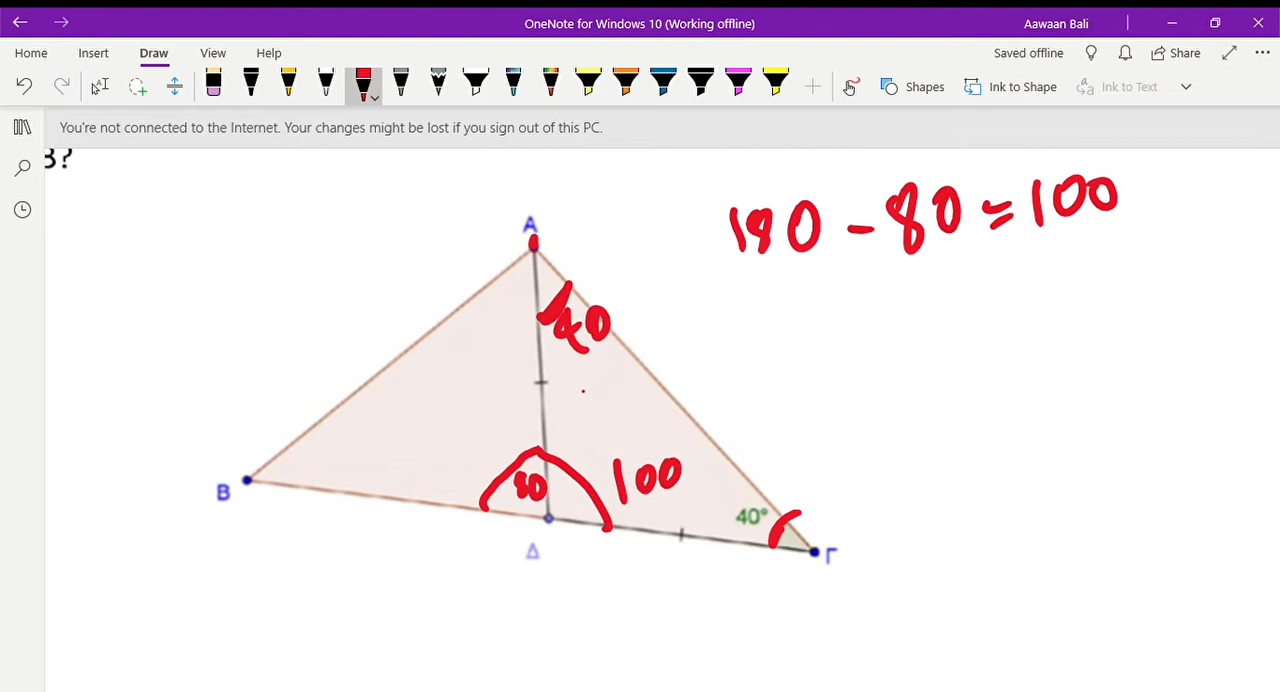 OneNote for Windows 10 (Working offline)
Aawaan Bali
Home Insert Draw View Help
Saved offline
Share
Shapes
Ink to Shape
Ink to Text
You're not connected to the Internet. Your changes might be lost if you sign out of this PC.
B?
180 - 80 = 100
A
40
80
100
40°
B
Δ
Γ